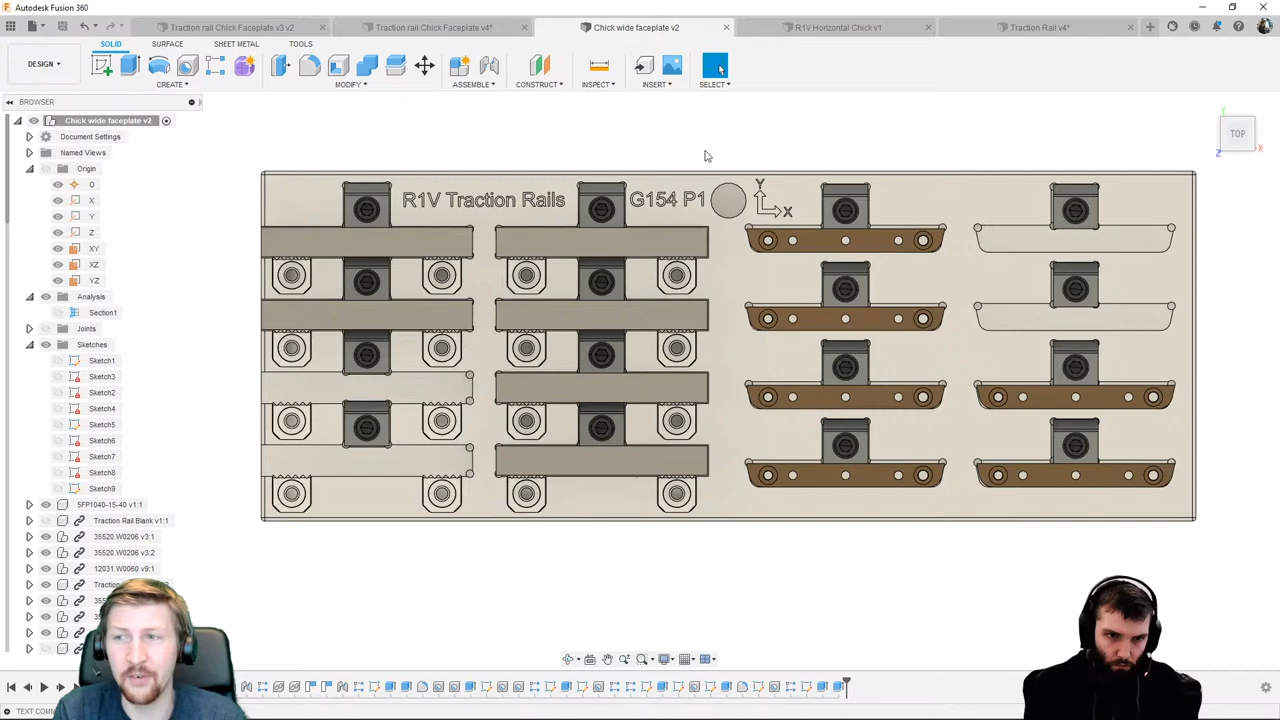 Autodesk Fusion 360
Traction rail Chick Faceplate v3 v2
Traction rail Chick Faceplate v4*
Chick wide faceplate v2
R1V Horizontal Chick v1
Traction Rail v4*
SOLID
SURFACE
SHEET METAL
TOOLS
DESIGN
CREATE
MODIFY
ASSEMBLE
CONSTRUCT
INSPECT
INSERT
SELECT
BROWSER
Chick wide faceplate v2
Document Settings
Named Views
Origin
O
X
Y
Z
XY
XZ
YZ
Analysis
Section1
Joints
Sketches
Sketch1
Sketch3
Sketch2
Sketch4
Sketch5
Sketch6
Sketch7
Sketch8
Sketch9
5FP1040-15-40 v1:1
Traction Rail Blank v1:1
35520.W0206 v3:1
35520.W0206 v3:2
12031.W0060 v9:1
R1V Traction Rails
G154 P1
Y
X
TOP
Y
X
Z
TEXT COMM